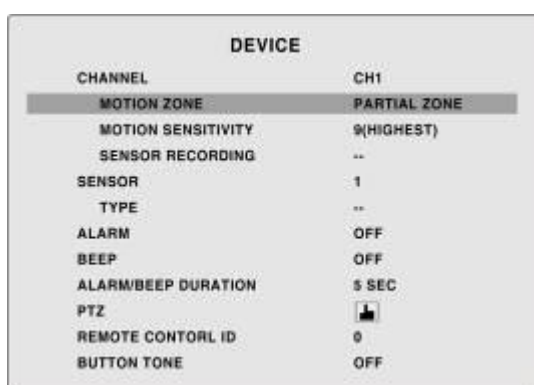 DEVICE
CHANNEL CH1
MOTION ZONE PARTIAL ZONE
MOTION SENSITIVITY 9(HIGHEST)
SENSOR RECORDING --
SENSOR 1
TYPE --
ALARM OFF
BEEP OFF
ALARM/BEEP DURATION 5 SEC
PTZ
REMOTE CONTORL ID 0
BUTTON TONE OFF